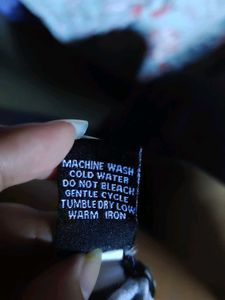 MACHINE WASH
COLD WATER
DO NOT BLEACH
GENTLE CYCLE
TUMBLE DRY LOW
WARM IRON